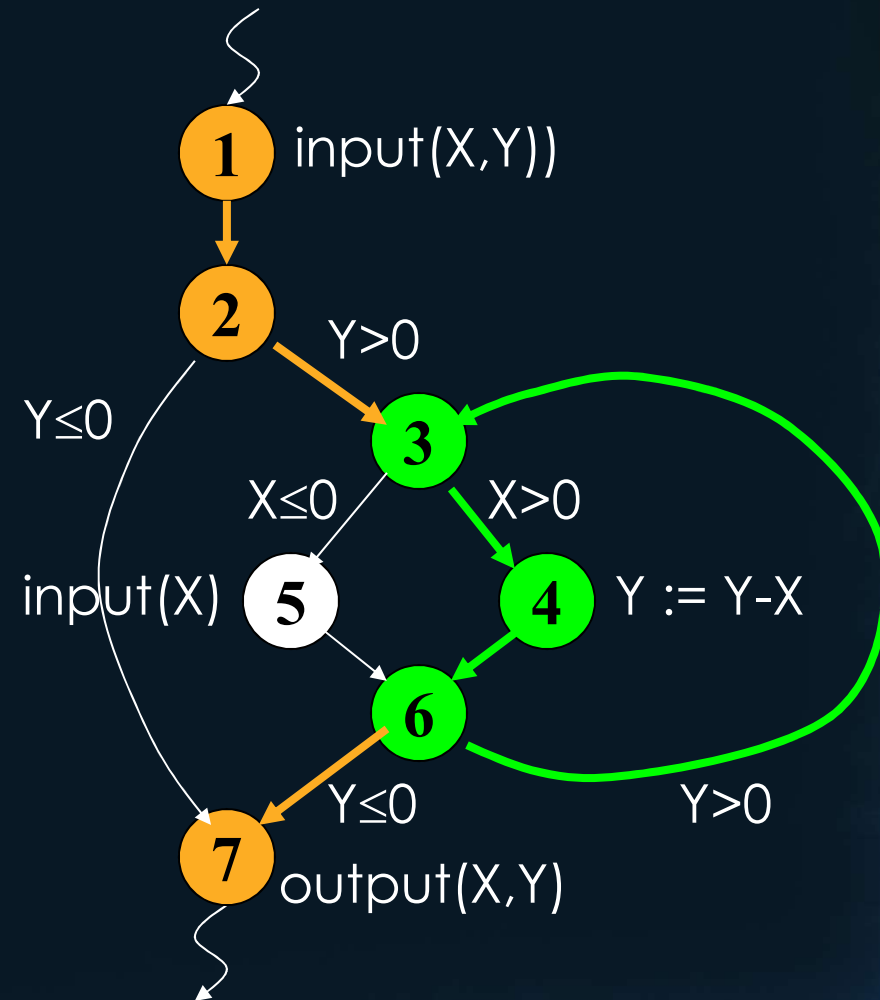 1 input(X,Y))
2
Y>0
Y≤0
3
X≤0 X>0
input(X) 5 4 Y := Y-X
6
Y≤0 Y>0
7
output(X,Y)